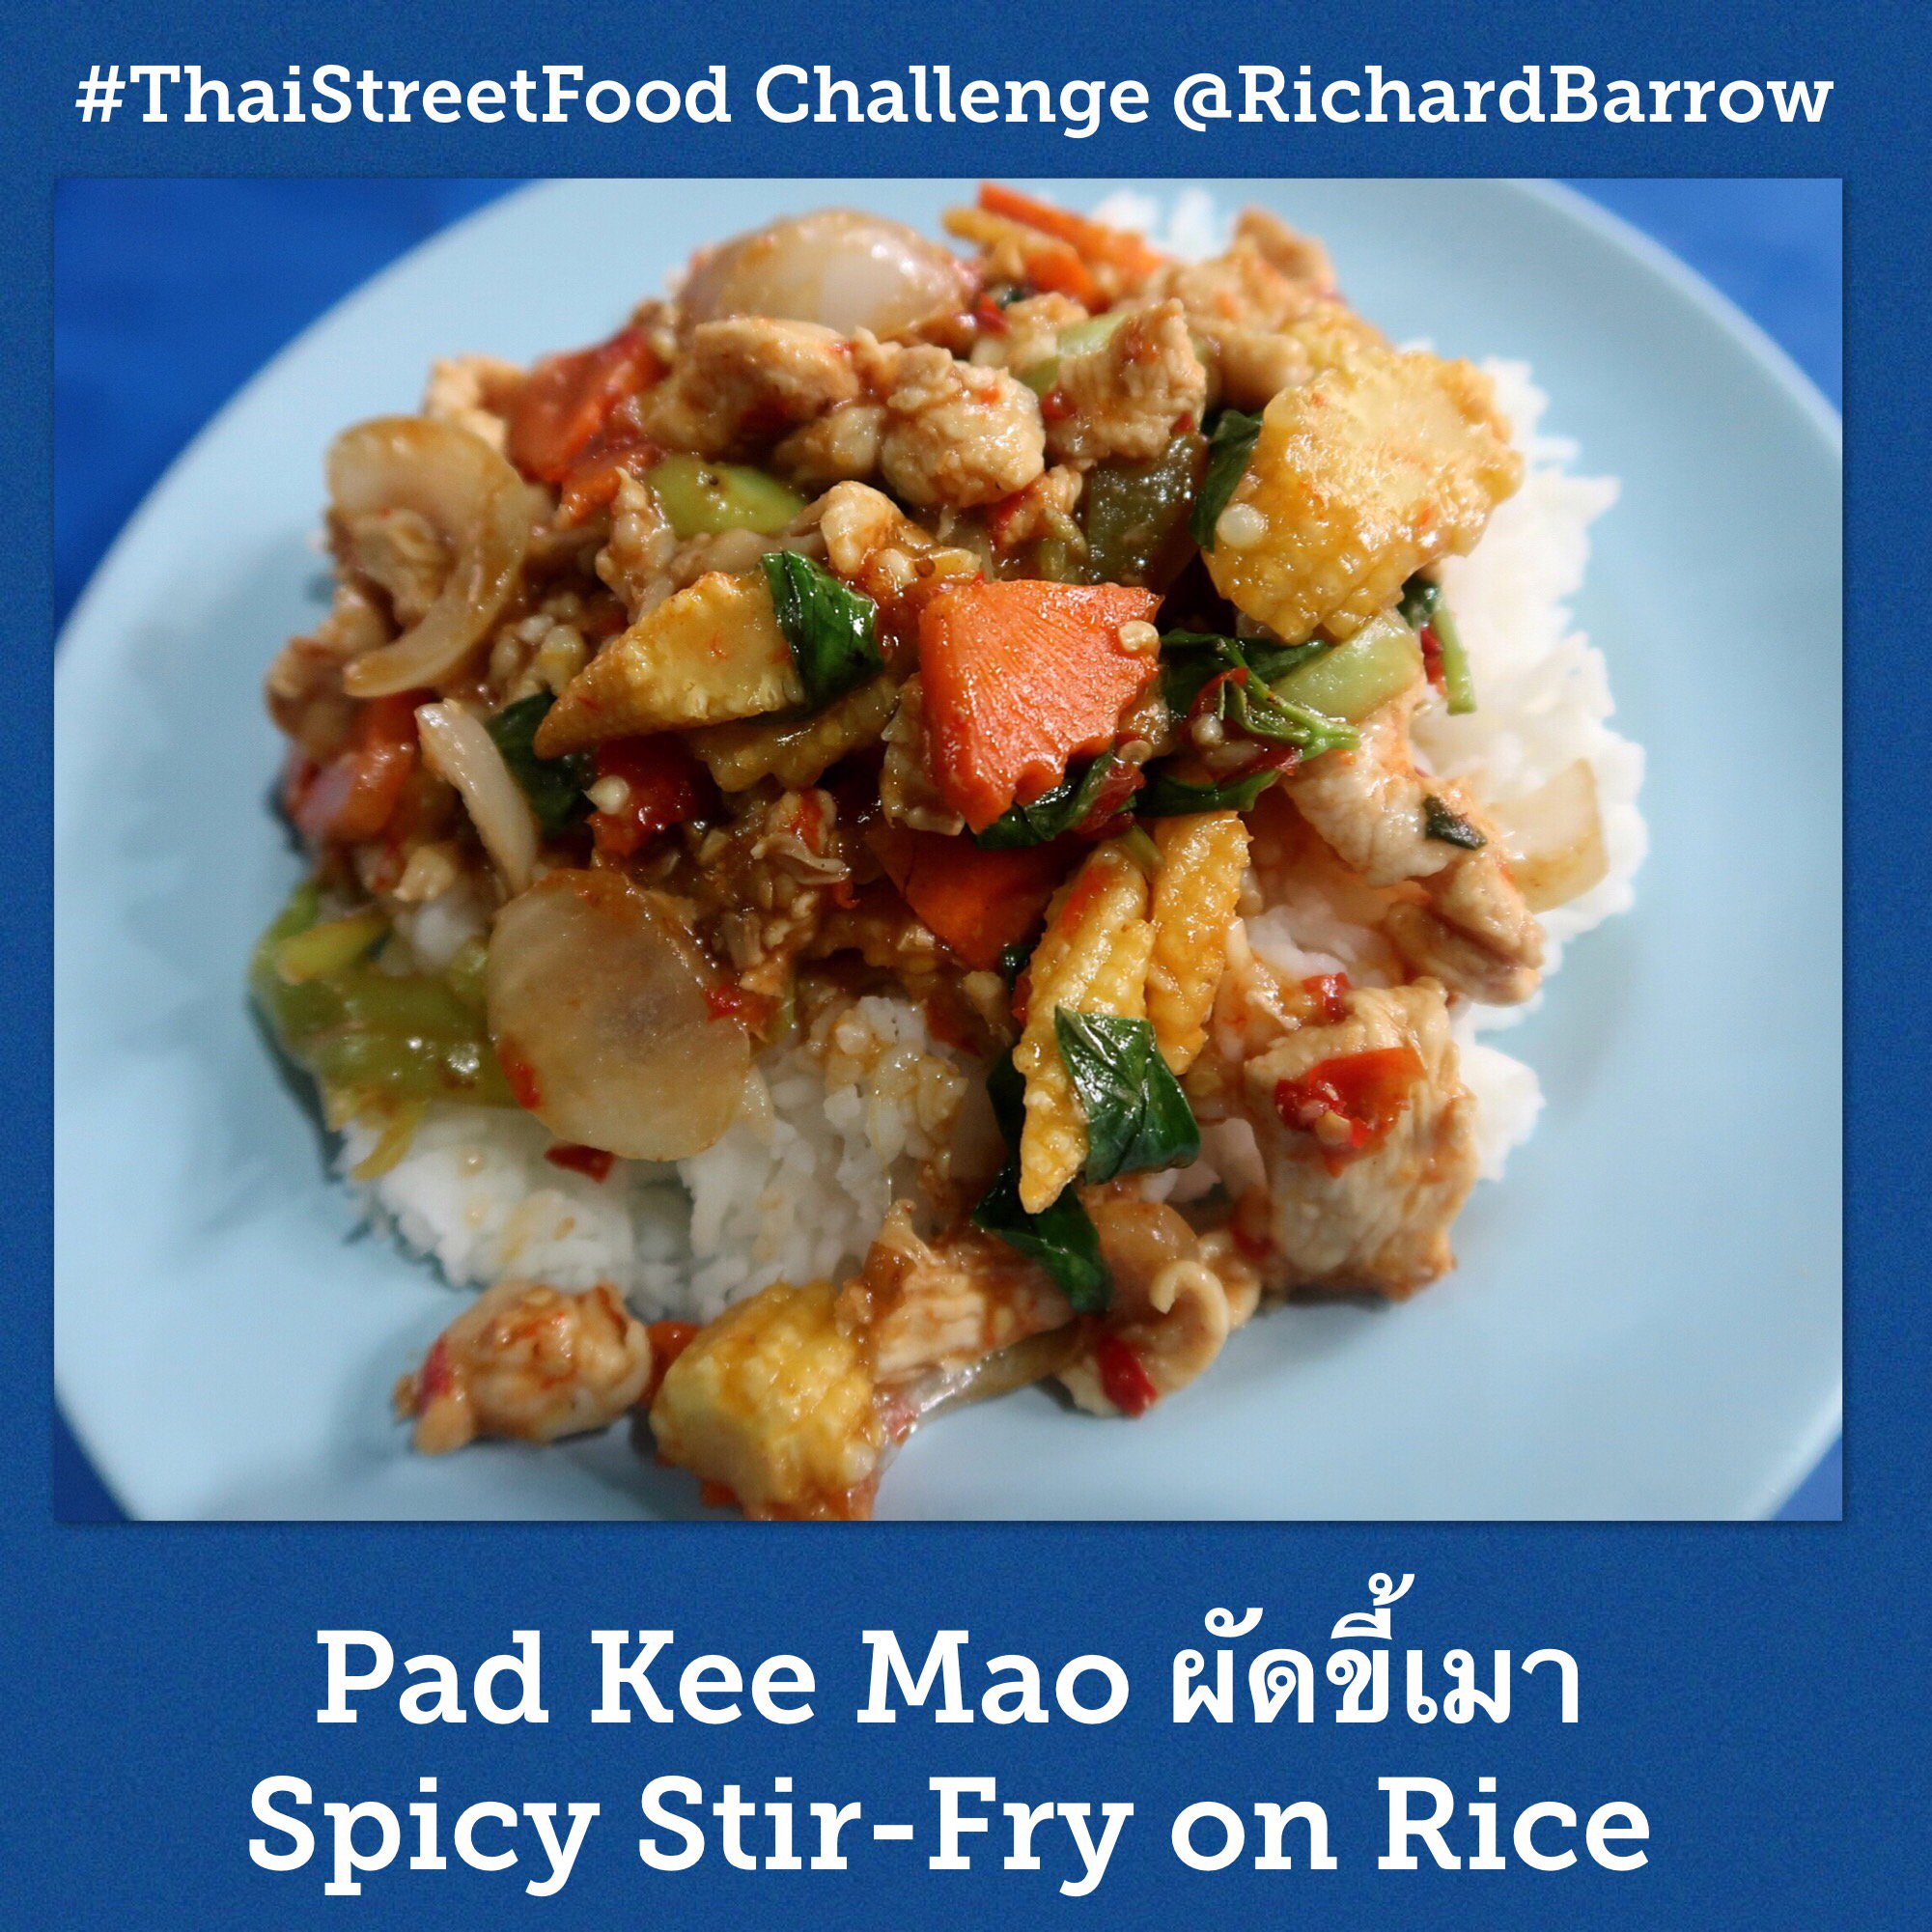 #ThaiStreetFood Challenge @RichardBarrow
Pad Kee Mao ผัดขี้เมา
Spicy Stir-Fry on Rice